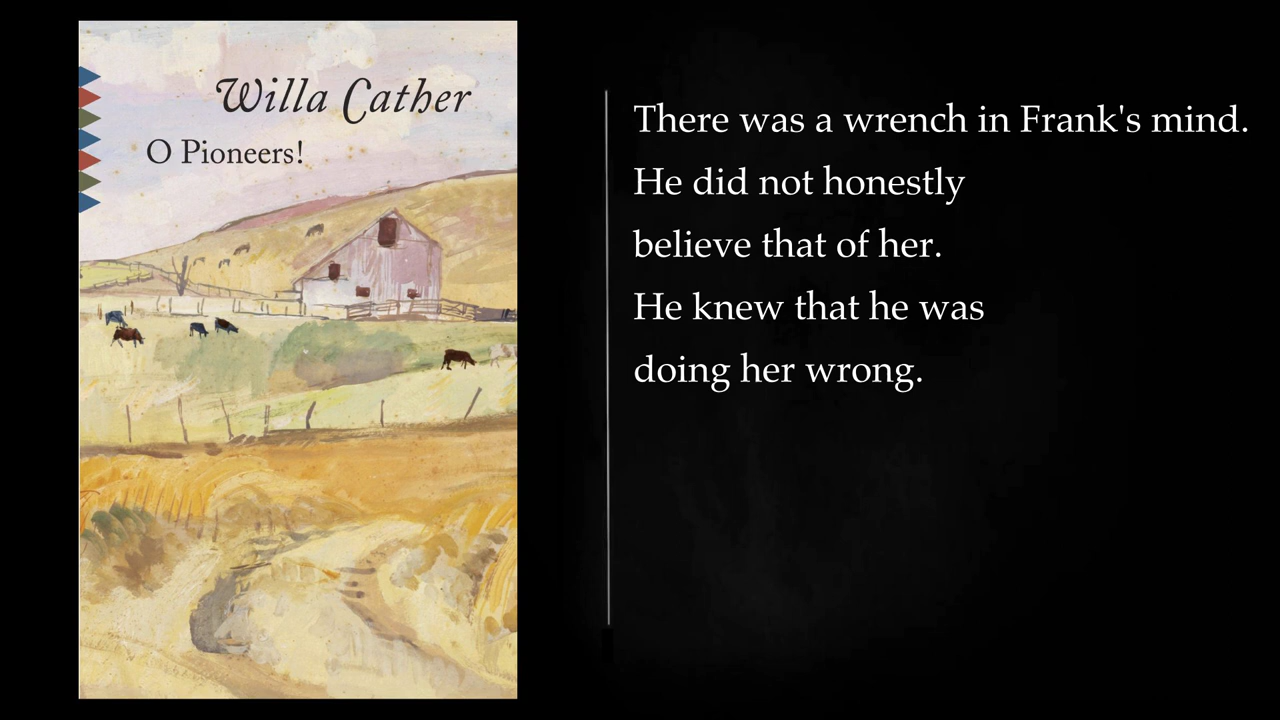 Willa Cather
O Pioneers!
There was a wrench in Frank's mind.
He did not honestly
believe that of her.
He knew that he was
doing her wrong.